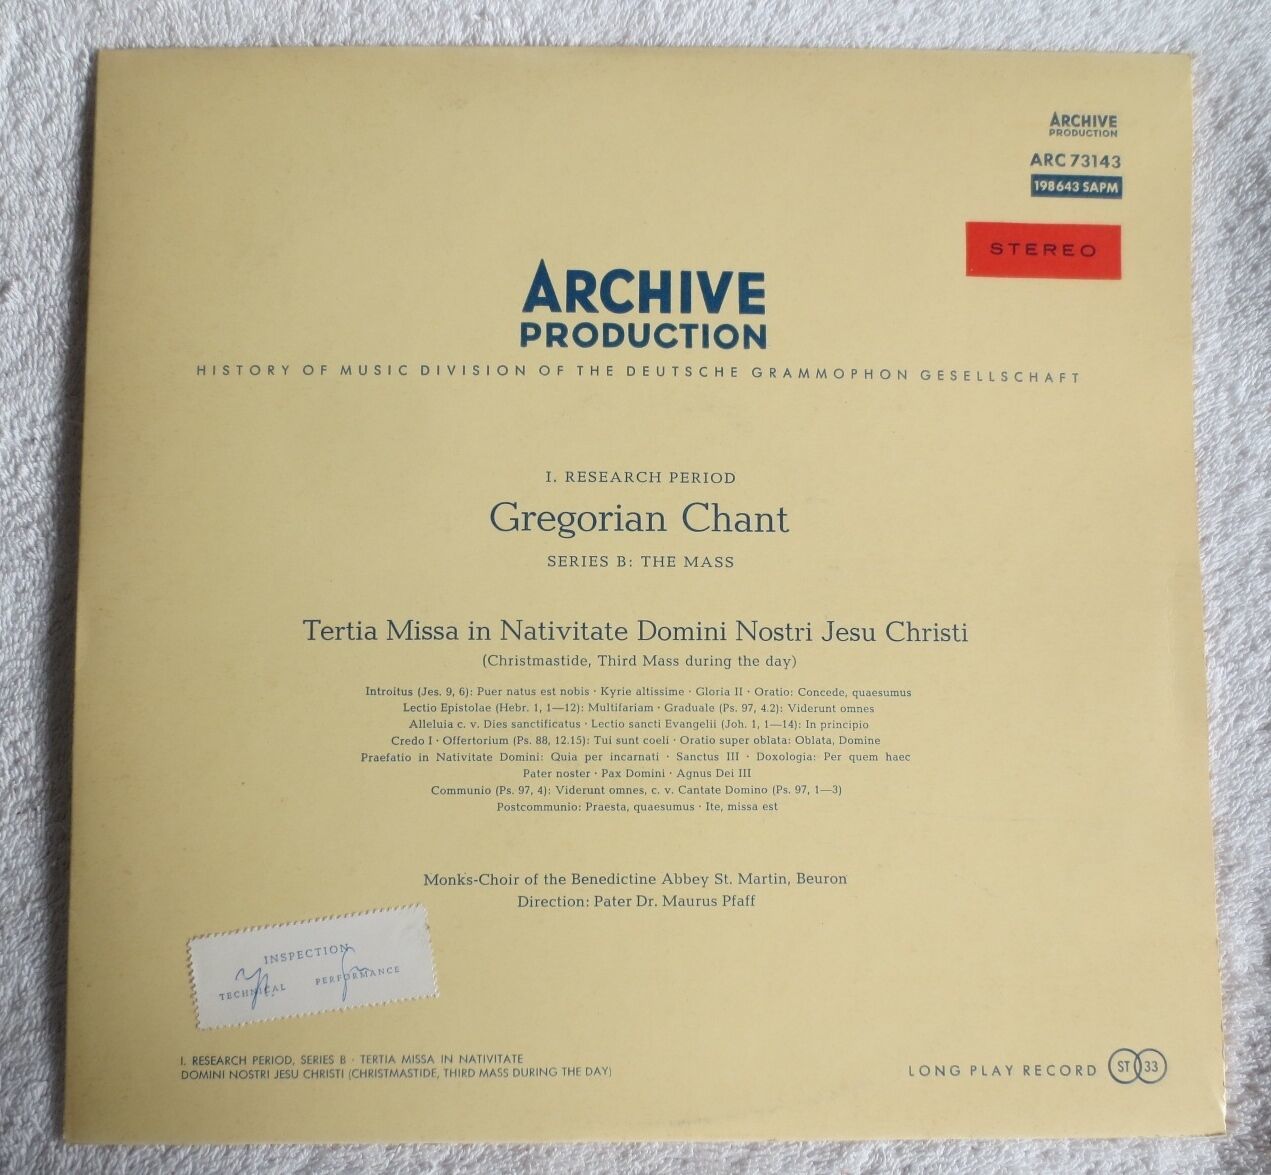 ARCHIVE
PRODUCTION
ARC 73143
198643 SAPM
STEREO
ARCHIVE
PRODUCTION
HISTORY OF MUSIC DIVISION OF THE DEUTSCHE GRAMMOPHON GESELLSCHAFT
I. RESEARCH PERIOD
Gregorian Chant
SERIES B: THE MASS
Tertia Missa in Nativitate Domini Nostri Jesu Christi
(Christmastide, Third Mass during the day)
Introitus (Jes. 9, 6): Puer natus est nobis · Kyrie altissime · Gloria II · Oratio: Concede, quaesumus
Lectio Epistolae (Hebr. 1, 1—12): Multifariam · Graduale (Ps. 97, 4.2): Viderunt omnes
Alleluia c. v. Dies sanctificatus · Lectio sancti Evangelii (Joh. 1, 1—14): In principio
Credo I · Offertorium (Ps. 88, 12.15): Tui sunt coeli · Oratio super oblata: Oblata, Domine
Praefatio in Nativitate Domini: Quia per incarnati · Sanctus III · Doxologia: Per quem haec
Pater noster · Pax Domini · Agnus Dei III
Communio (Ps. 97, 4): Viderunt omnes, c. v. Cantate Domino (Ps. 97, 1—3)
Postcommunio: Praesta, quaesumus · Ite, missa est
Monks-Choir of the Benedictine Abbey St. Martin, Beuron
Direction: Pater Dr. Maurus Pfaff
INSPECTION
TECHNICAL PERFORMANCE
I. RESEARCH PERIOD, SERIES B · TERTIA MISSA IN NATIVITATE
DOMINI NOSTRI JESU CHRISTI (CHRISTMASTIDE, THIRD MASS DURING THE DAY)
LONG PLAY RECORD ST 33